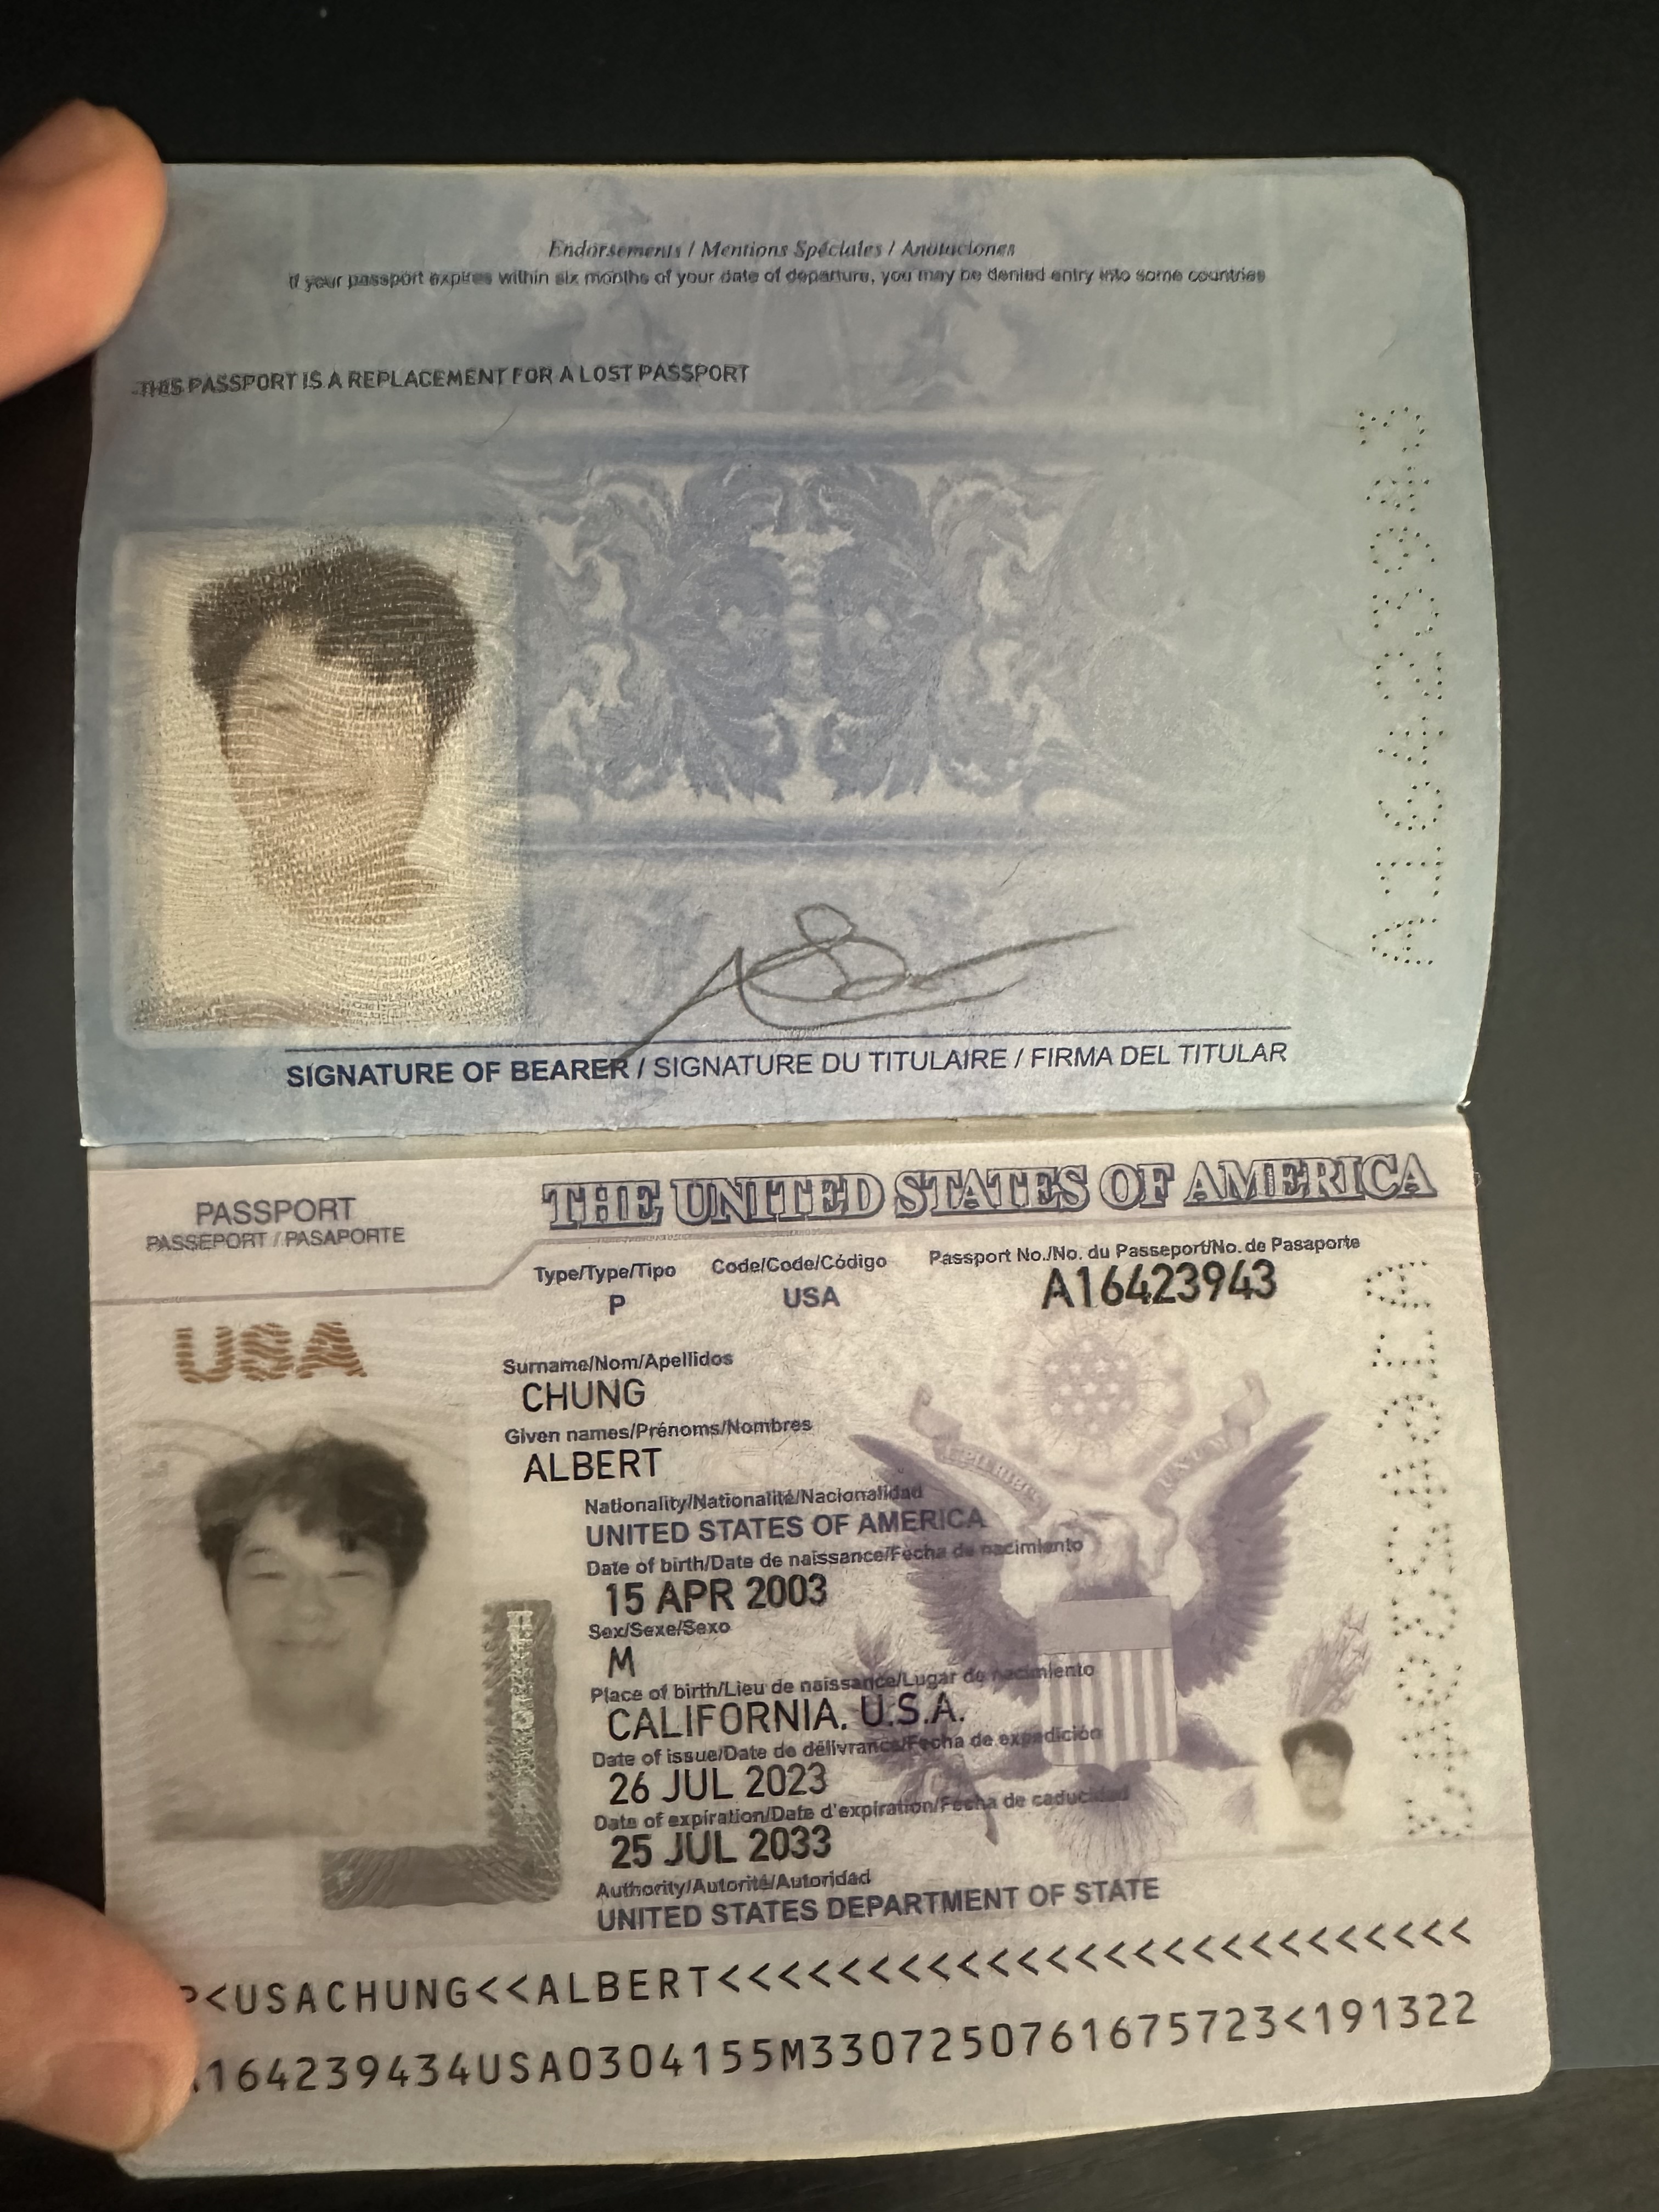 Endorsements / Mentions Spéciales / Anotaciones
If your passport expires within six months of your date of departure, you may be denied entry into some countries
THIS PASSPORT IS A REPLACEMENT FOR A LOST PASSPORT
A16423943
SIGNATURE OF BEARER / SIGNATURE DU TITULAIRE / FIRMA DEL TITULAR
PASSPORT
PASSEPORT / PASAPORTE
THE UNITED STATES OF AMERICA
Type/Type/Tipo Code/Code/Código Passport No./No. du Passeport/No. de Pasaporte
P USA A16423943
USA
Surname/Nom/Apellidos
CHUNG
Given names/Prénoms/Nombres
ALBERT
Nationality/Nationalité/Nacionalidad
UNITED STATES OF AMERICA
Date of birth/Date de naissance/Fecha de nacimiento
15 APR 2003
Sex/Sexe/Sexo
M
Place of birth/Lieu de naissance/Lugar de nacimiento
CALIFORNIA, U.S.A.
Date of issue/Date de délivrance/Fecha de expedición
26 JUL 2023
Date of expiration/Date d'expiration/Fecha de caducidad
25 JUL 2033
Authority/Autorité/Autoridad
UNITED STATES DEPARTMENT OF STATE
P<USACHUNG<<ALBERT<<<<<<<<<<<<<<<<<<<<<<<<<<
164239434USA0304155M3307250761675723<191322